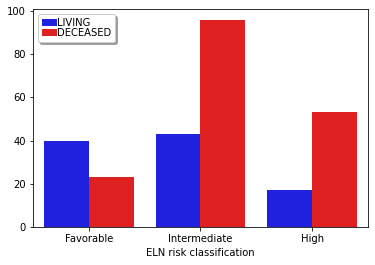 LIVING
DECEASED
100
80
60
40
20
0
Favorable Intermediate High
ELN risk classification